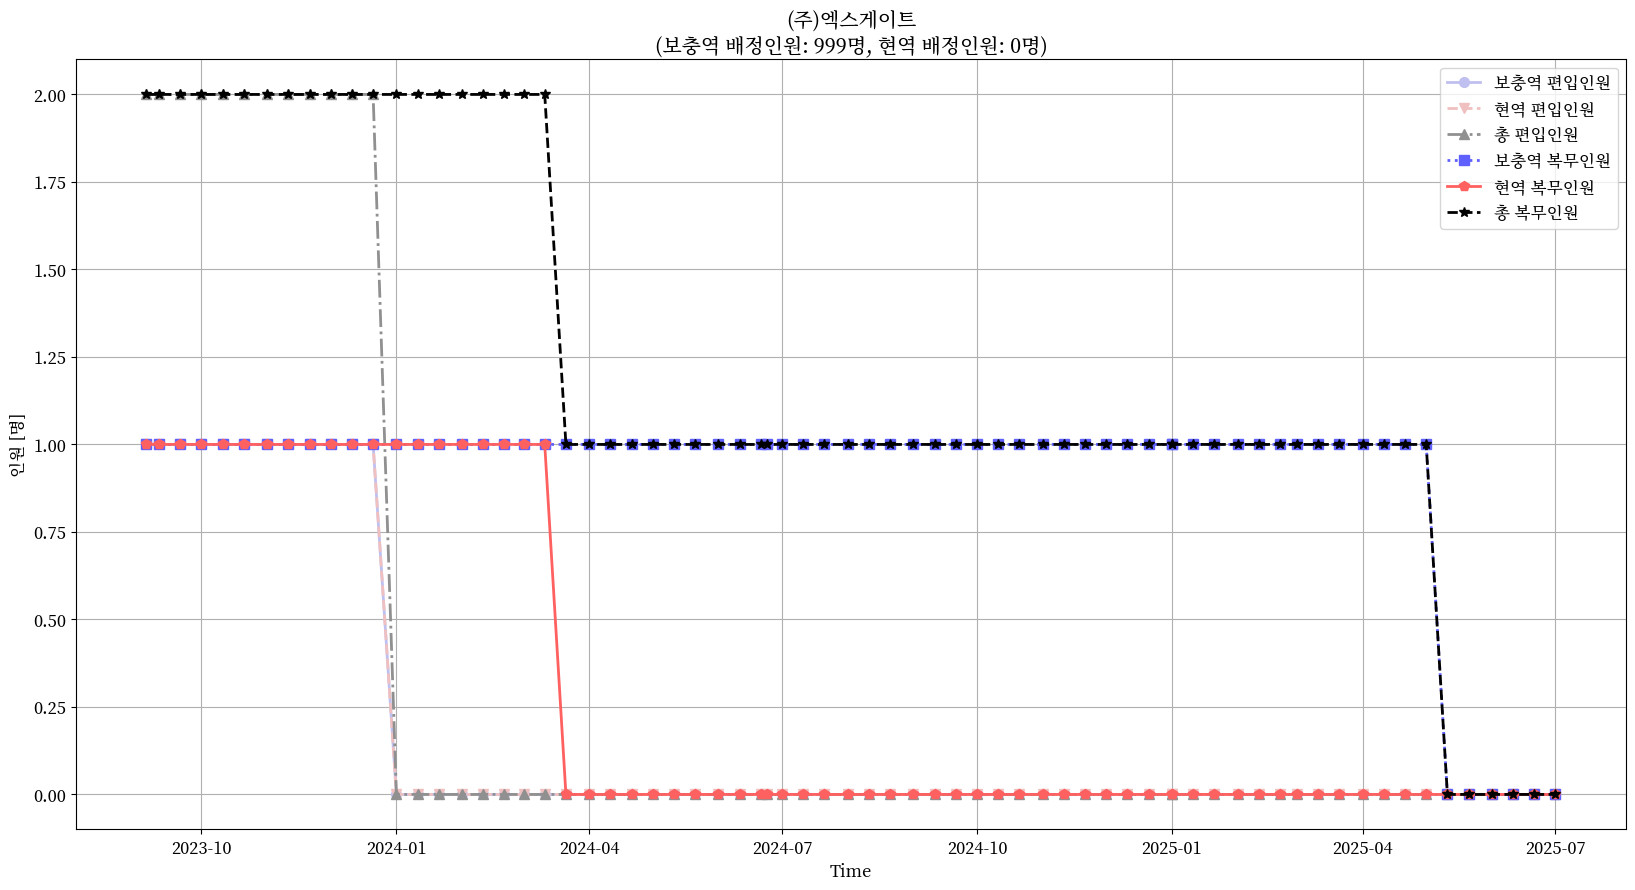 (주)엑스게이트
(보충역 배정인원: 999명, 현역 배정인원: 0명)
보충역 편입인원
현역 편입인원
총 편입인원
보충역 복무인원
현역 복무인원
총 복무인원
인원 [명]
2.00
1.75
1.50
1.25
1.00
0.75
0.50
0.25
0.00
2023-10
2024-01
2024-04
2024-07
2024-10
2025-01
2025-04
2025-07
Time